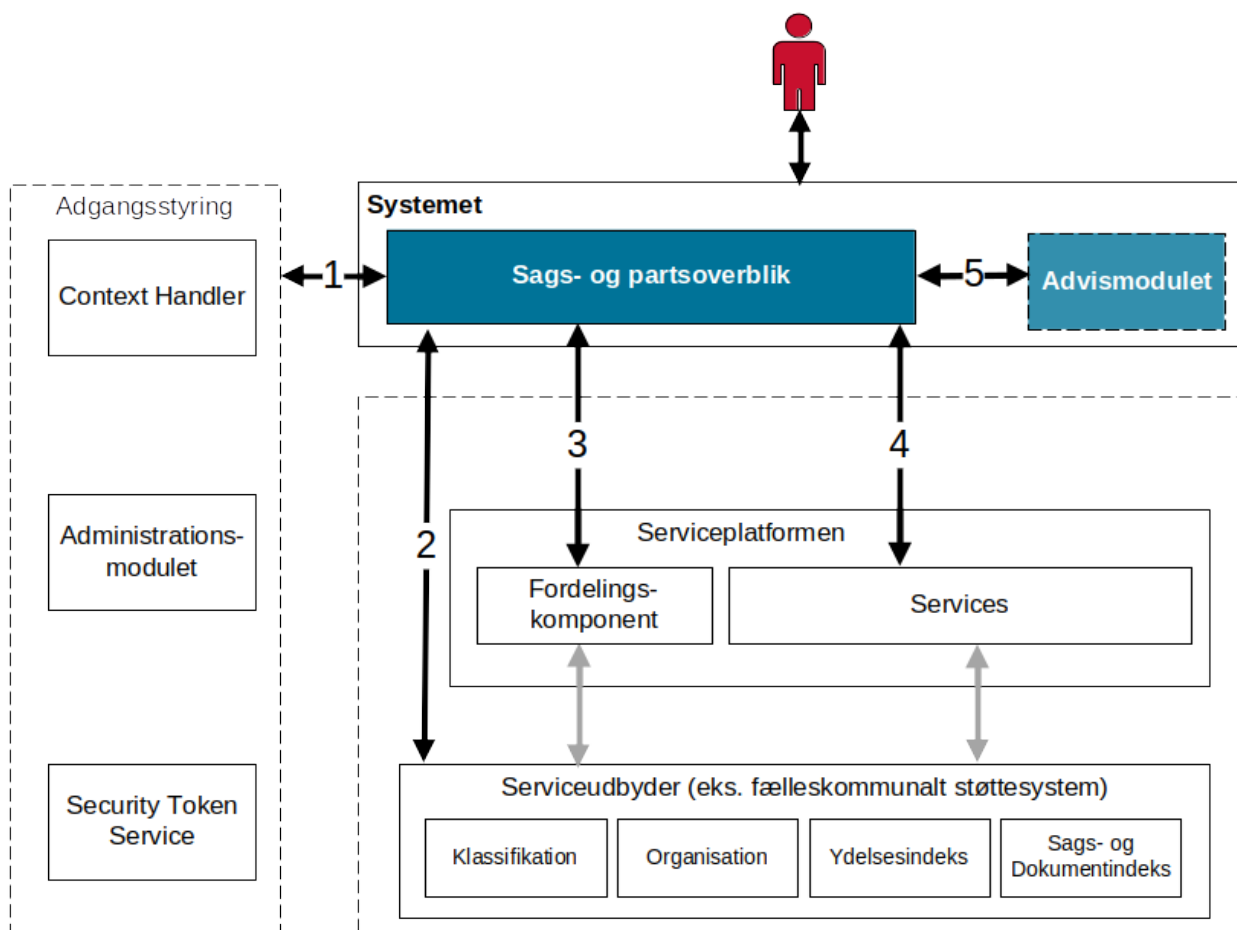 Adgangsstyring
Context Handler
Administrations-
modulet
Security Token
Service
Systemet
Sags- og partsoverblik
Advismodulet
1
5
2
3
4
Serviceplatformen
Fordelings-
komponent
Services
Serviceudbyder (eks. fælleskommunalt støttesystem)
Klassifikation
Organisation
Ydelsesindeks
Sags- og
Dokumentindeks